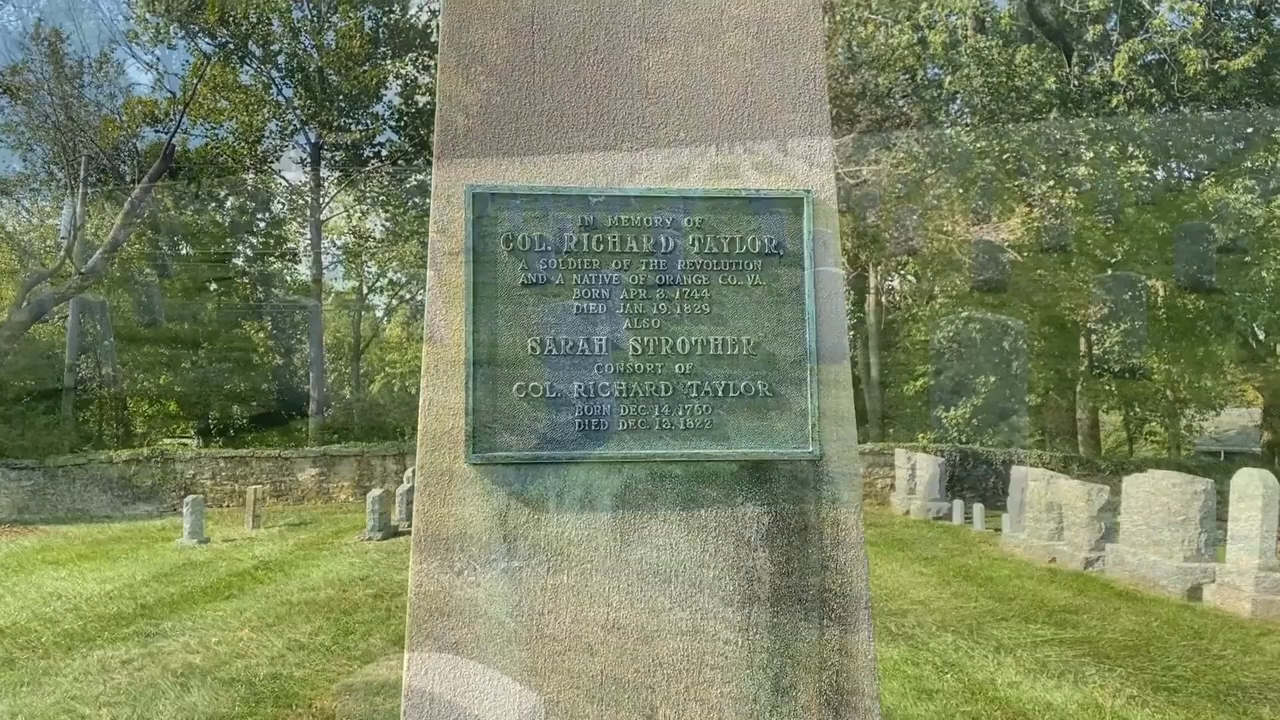 IN MEMORY OF
COL. RICHARD TAYLOR,
A SOLDIER OF THE REVOLUTION
AND A NATIVE OF ORANGE CO. VA.
BORN APR. 3, 1744
DIED JAN. 19, 1829
ALSO
SARAH STROTHER
CONSORT OF
COL. RICHARD TAYLOR
BORN DEC. 14, 1760
DIED DEC. 13, 1822